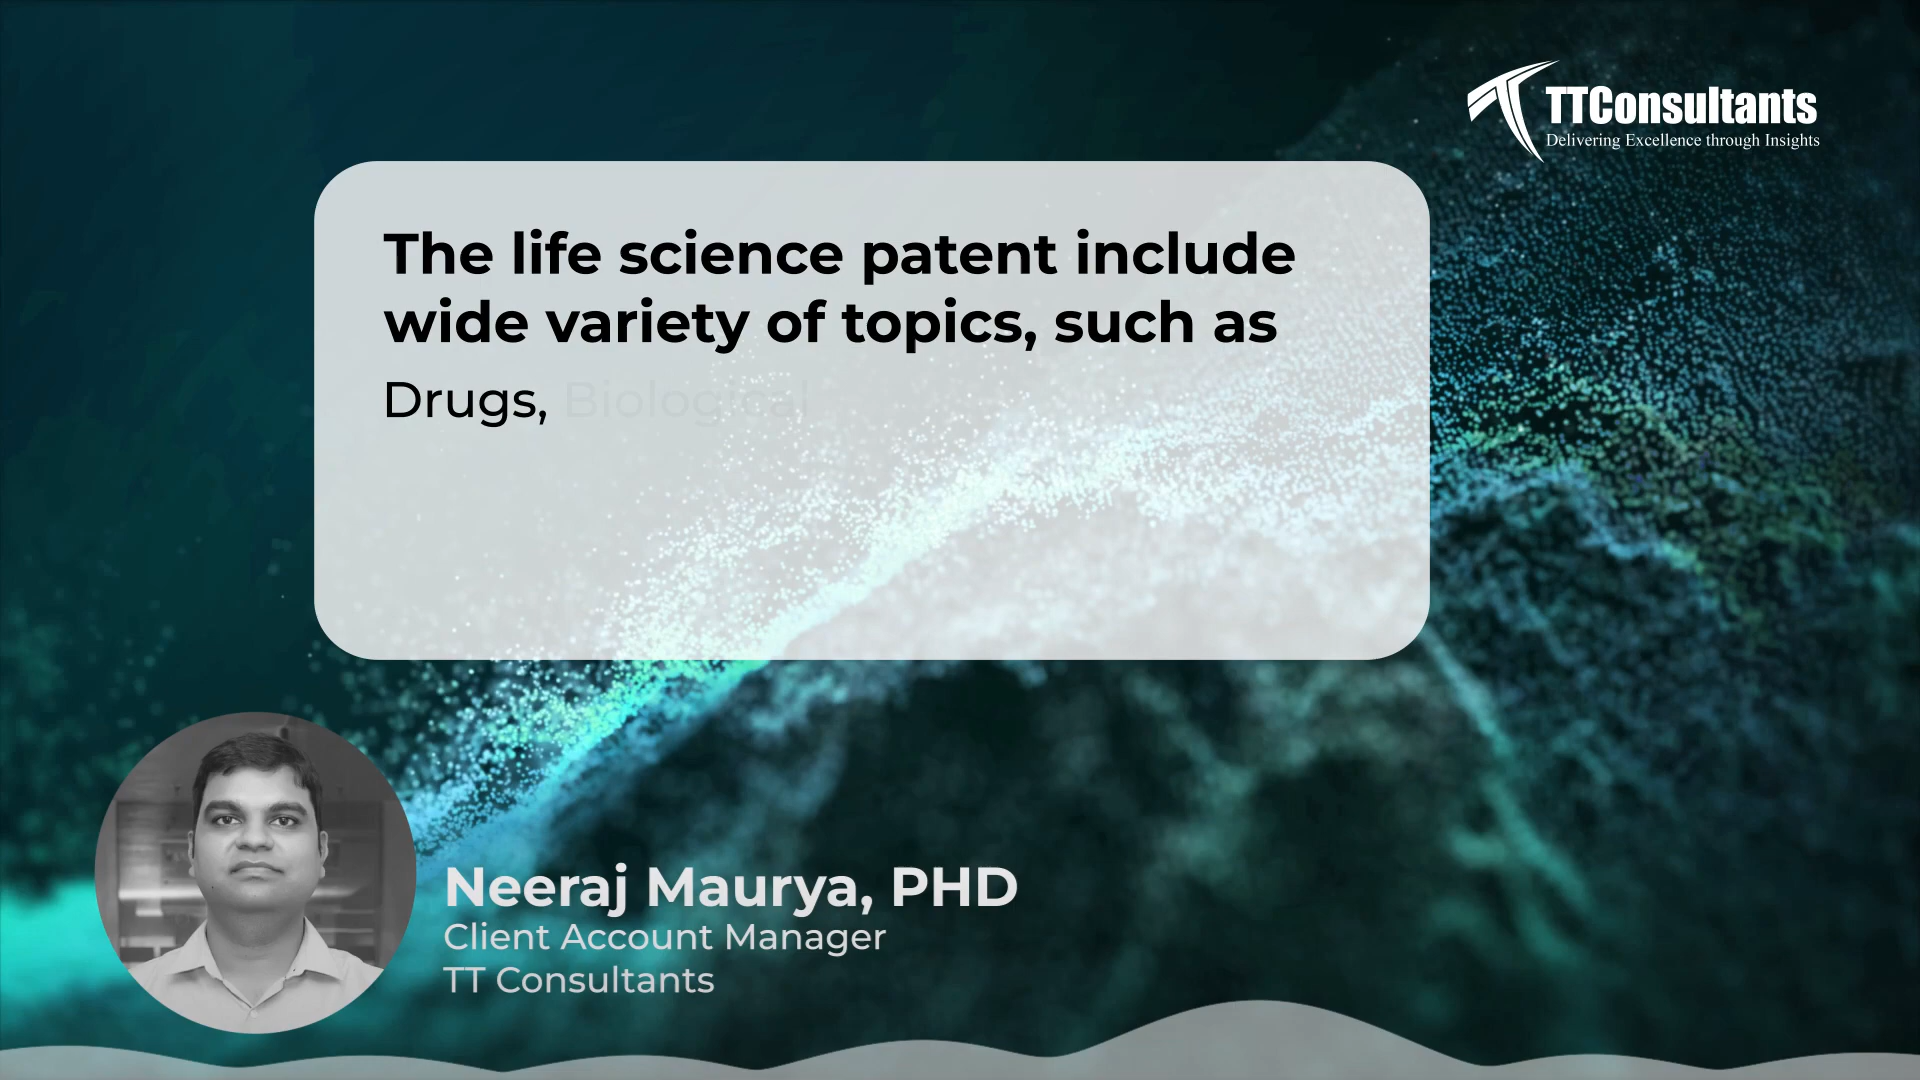 TTConsultants
Delivering Excellence through Insights
The life science patent include
wide variety of topics, such as
Drugs, Biological
Neeraj Maurya, PHD
Client Account Manager
TT Consultants